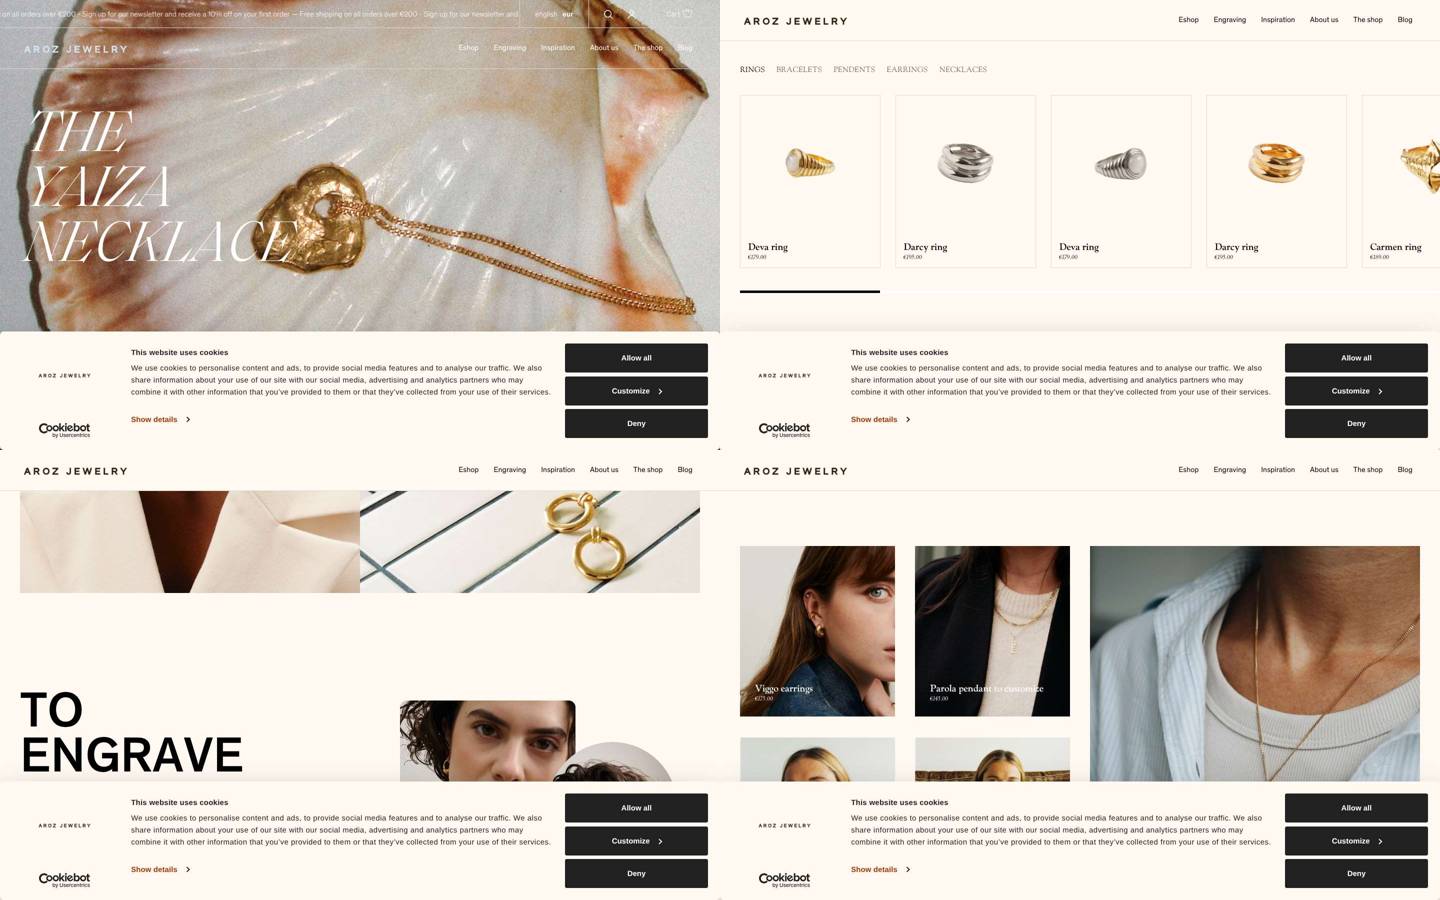 on all orders over €200 - Sign up for our newsletter and receive a 10% off on your first order — Free shipping on all orders over €200 - Sign up for our newsletter and
english eur
Cart
AROZ JEWELRY
Eshop Engraving Inspiration About us The shop Blog
THE
YAIZA
NECKLACE
This website uses cookies
We use cookies to personalise content and ads, to provide social media features and to analyse our traffic. We also
share information about your use of our site with our social media, advertising and analytics partners who may
combine it with other information that you've provided to them or that they've collected from your use of their services.
Show details
AROZ JEWELRY
Cookiebot
by Usercentrics
Allow all
Customize
Deny
AROZ JEWELRY
Eshop Engraving Inspiration About us The shop Blog
RINGS BRACELETS PENDENTS EARRINGS NECKLACES
Deva ring
€179.00
Darcy ring
€195.00
Deva ring
€179.00
Darcy ring
€195.00
Carmen ring
€189.00
This website uses cookies
We use cookies to personalise content and ads, to provide social media features and to analyse our traffic. We also
share information about your use of our site with our social media, advertising and analytics partners who may
combine it with other information that you've provided to them or that they've collected from your use of their services.
Show details
AROZ JEWELRY
Cookiebot
by Usercentrics
Allow all
Customize
Deny
AROZ JEWELRY
Eshop Engraving Inspiration About us The shop Blog
TO
ENGRAVE
This website uses cookies
We use cookies to personalise content and ads, to provide social media features and to analyse our traffic. We also
share information about your use of our site with our social media, advertising and analytics partners who may
combine it with other information that you've provided to them or that they've collected from your use of their services.
Show details
AROZ JEWELRY
Cookiebot
by Usercentrics
Allow all
Customize
Deny
AROZ JEWELRY
Eshop Engraving Inspiration About us The shop Blog
Viggo earrings
€175.00
Parola pendant to customize
€145.00
This website uses cookies
We use cookies to personalise content and ads, to provide social media features and to analyse our traffic. We also
share information about your use of our site with our social media, advertising and analytics partners who may
combine it with other information that you've provided to them or that they've collected from your use of their services.
Show details
AROZ JEWELRY
Cookiebot
by Usercentrics
Allow all
Customize
Deny